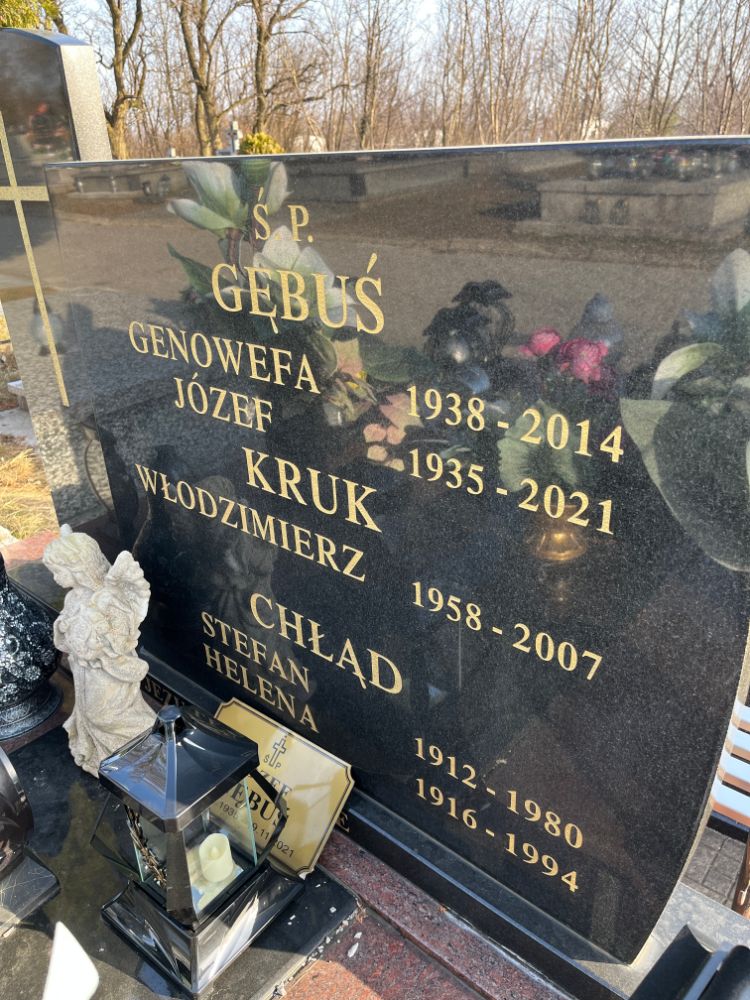 Ś. P.
GĘBUŚ
GENOWEFA 1938 - 2014
JÓZEF 1935 - 2021
KRUK
WŁODZIMIERZ 1958 - 2007
CHŁĄD
STEFAN 1912 - 1980
HELENA 1916 - 1994
Ś P